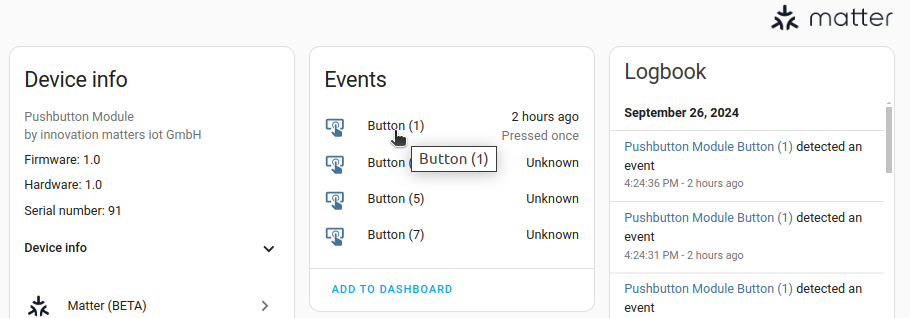 matter
Device info
Pushbutton Module
by innovation matters iot GmbH
Firmware: 1.0
Hardware: 1.0
Serial number: 91
Device info
Matter (BETA)
Events
Button (1)
2 hours ago
Pressed once
Button (1)
Button (
Unknown
Button (5)
Unknown
Button (7)
Unknown
ADD TO DASHBOARD
Logbook
September 26, 2024
Pushbutton Module Button (1) detected an
event
4:24:36 PM - 2 hours ago
Pushbutton Module Button (1) detected an
event
4:24:31 PM - 2 hours ago
Pushbutton Module Button (1) detected an
event